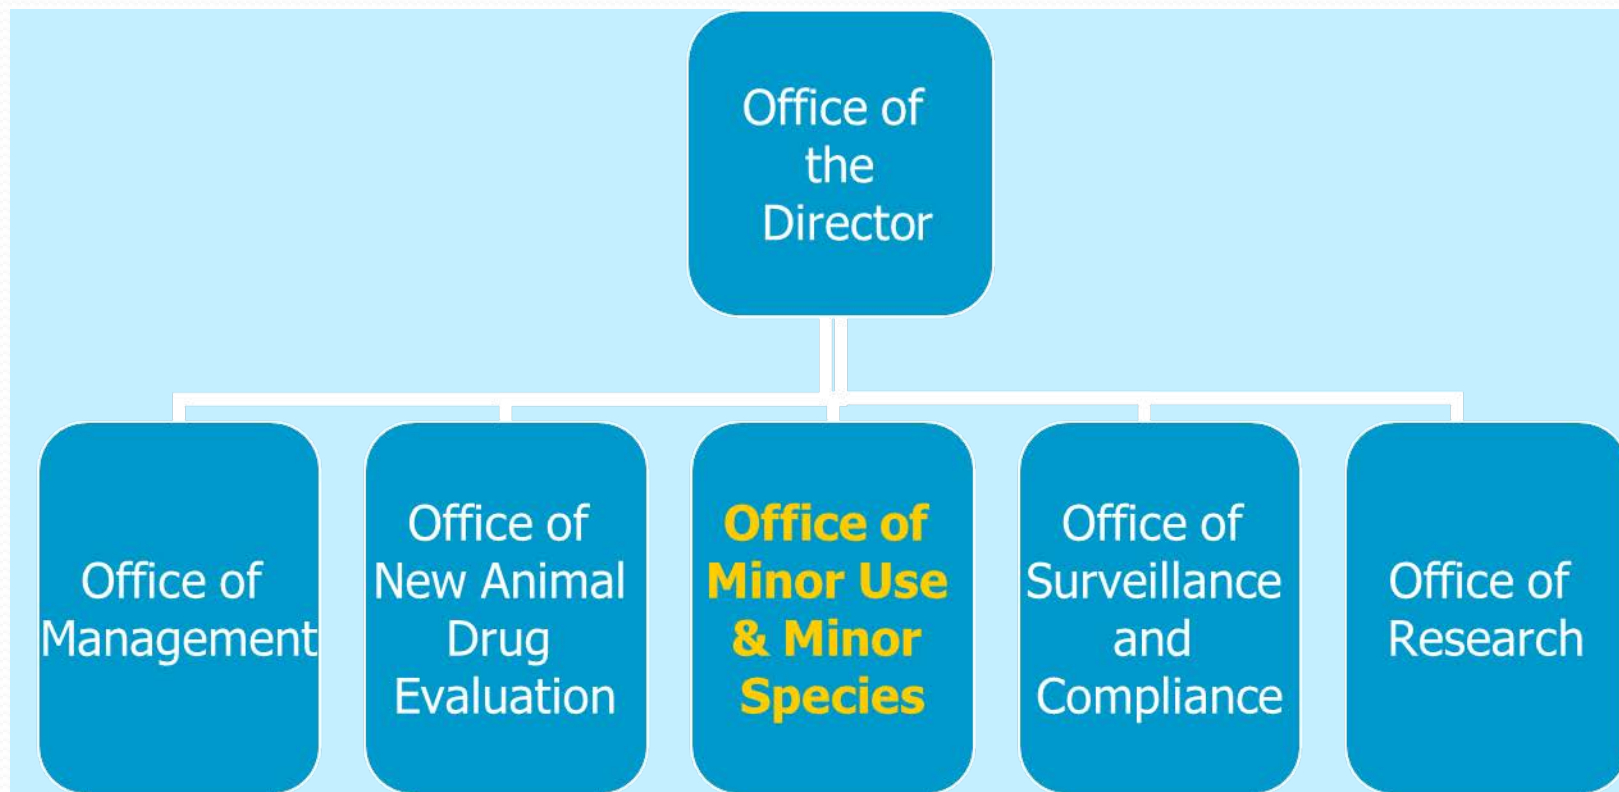 Office of
the
Director
Office of
Management
Office of
New Animal
Drug
Evaluation
Office of
Minor Use
& Minor
Species
Office of
Surveillance
and
Compliance
Office of
Research